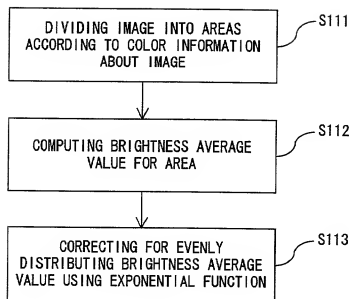 DIVIDING IMAGE INTO AREAS
ACCORDING TO COLOR INFORMATION
ABOUT IMAGE
S111
COMPUTING BRIGHTNESS AVERAGE
VALUE FOR AREA
S112
CORRECTING FOR EVENLY
DISTRIBUTING BRIGHTNESS AVERAGE
VALUE USING EXPONENTIAL FUNCTION
S113